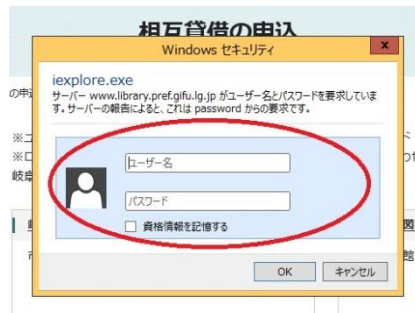 相互貸借の申込
Windows セキュリティ
x
iexplore.exe
サーバー www.library.pref.gifu.lg.jp がユーザー名とパスワードを要求していま
す。サーバーの報告によると、これは password からの要求です。
の申
※ユ
※ロ
岐阜
ユーザー名
パスワード
資格情報を記憶する
図
館
OK
キャンセル